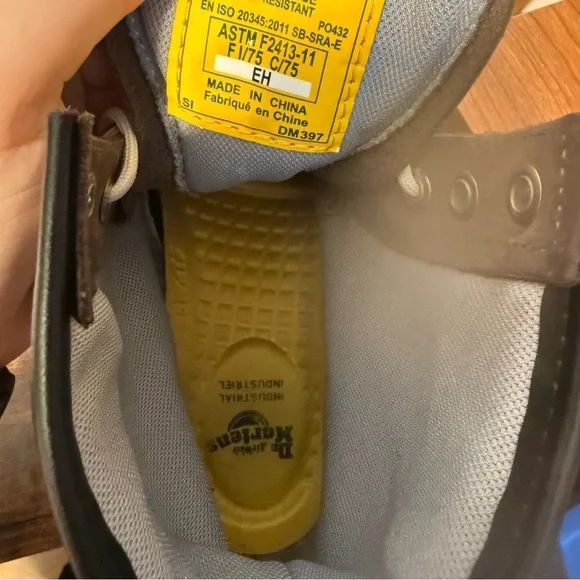 RESISTANT
PO432
EN ISO 20345:2011 SB-SRA-E
ASTM F2413-11
F I/75 C/75
EH
MADE IN CHINA
Fabriqué en Chine
SI
DM397
INDUSTRIAL
INDUSTRIEL
Dr. Martens